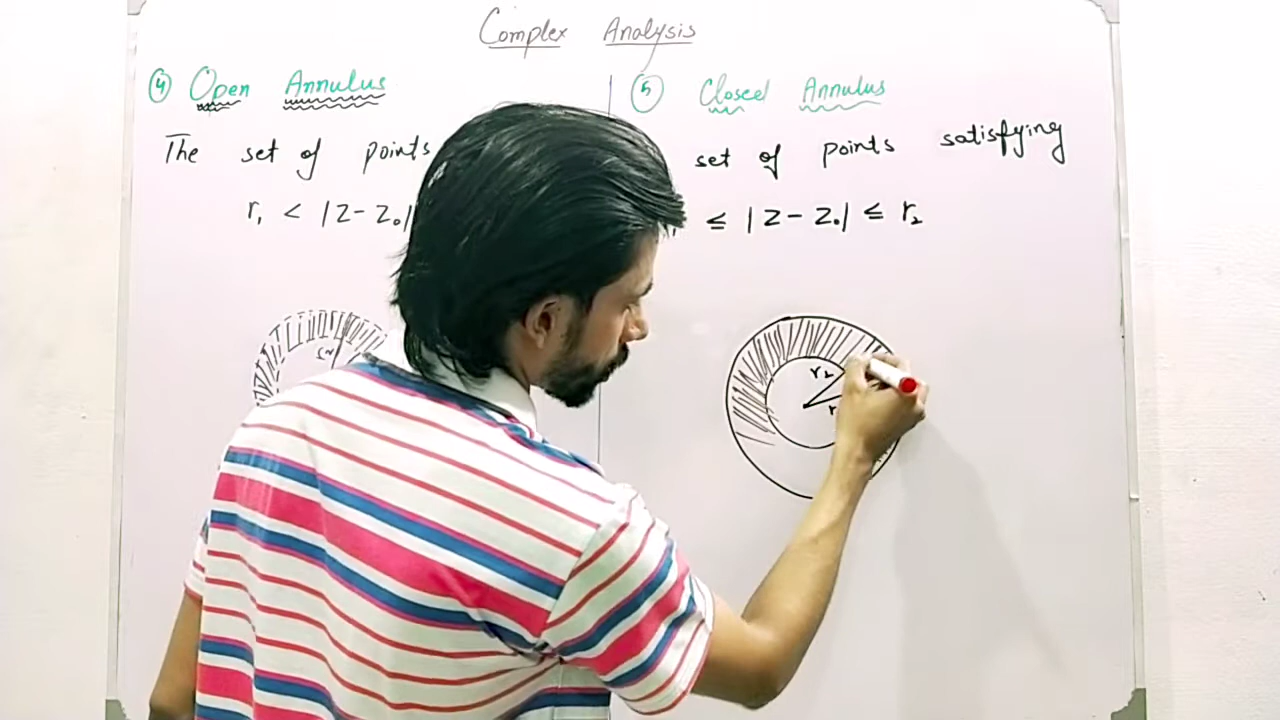 Complex Analysis
④ Open Annulus
The set of points
r₁ < |z - z₀|
⑤ Closed Annulus
set of points satisfying
≤ |z - z₀| ≤ r₂
r₂
r